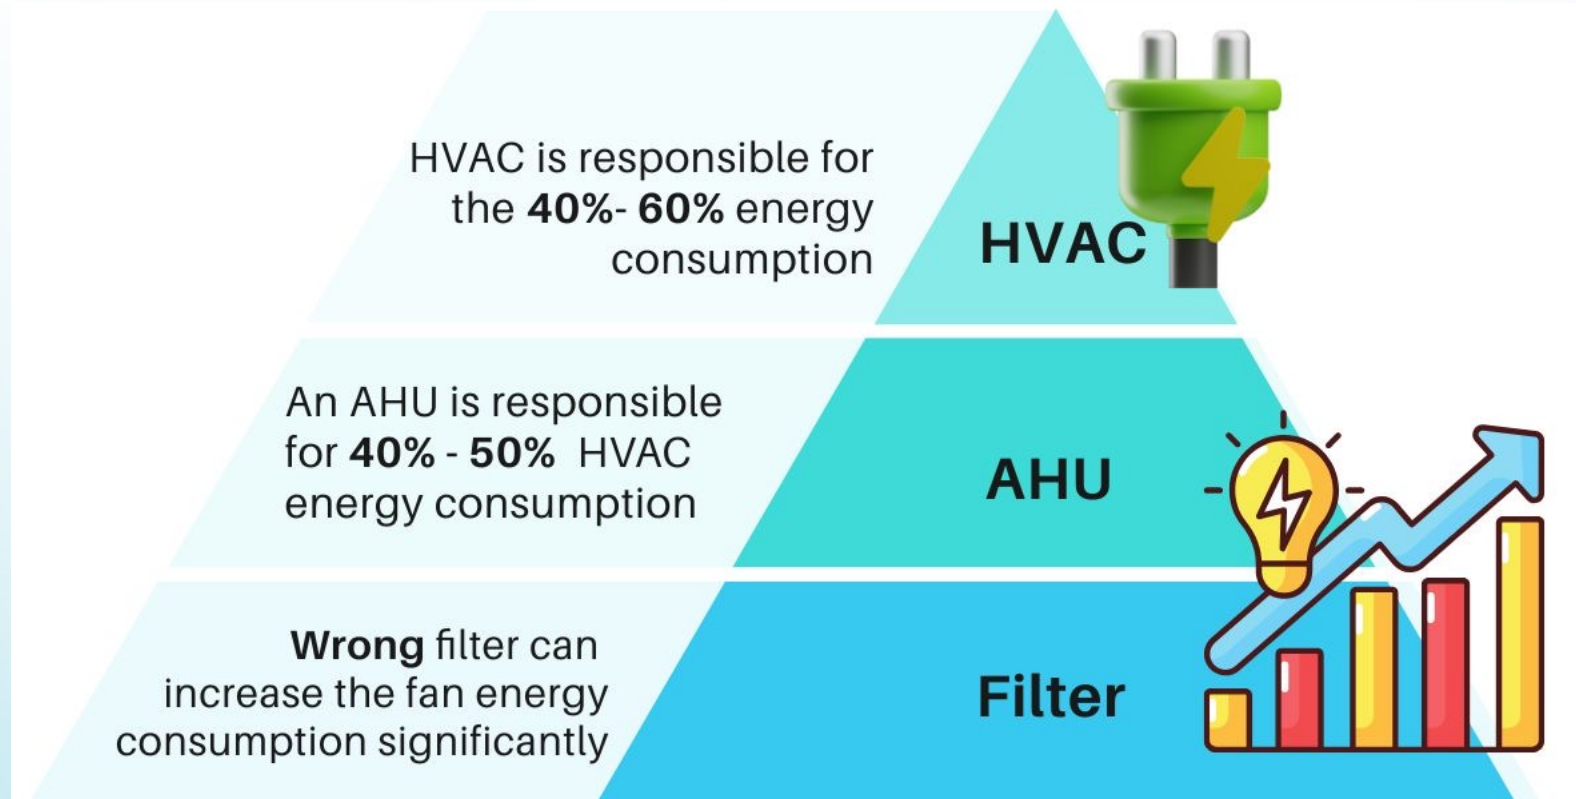 HVAC is responsible for
the 40%- 60% energy
consumption
HVAC
An AHU is responsible
for 40% - 50% HVAC
energy consumption
AHU
Wrong filter can
increase the fan energy
consumption significantly
Filter